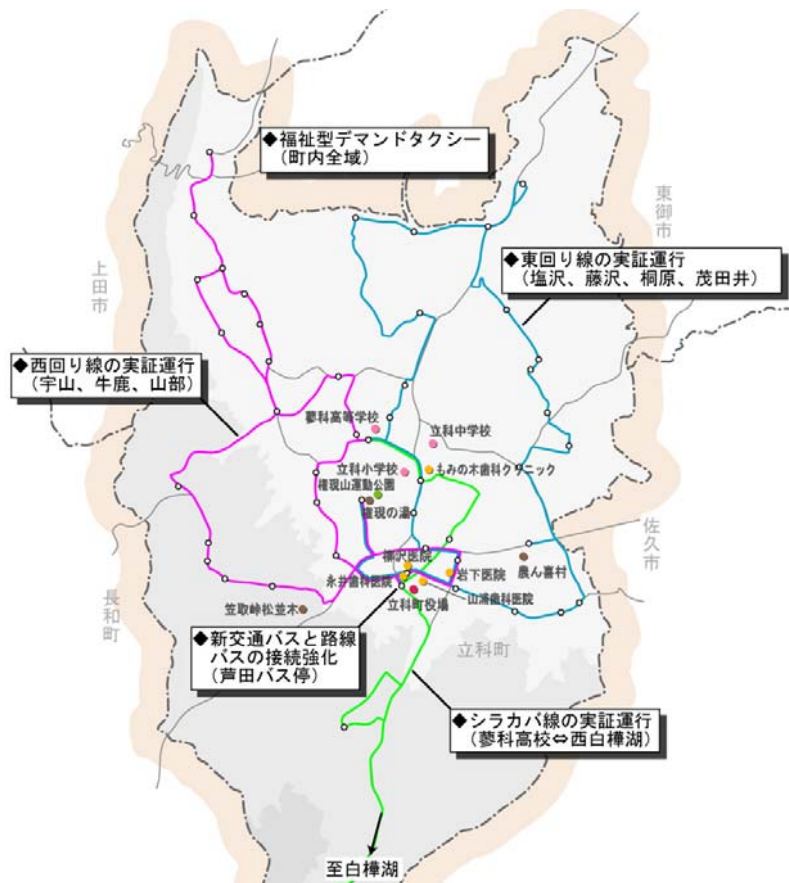 ◆福祉型デマンドタクシー
（町内全域）
東御市
上田市
◆東回り線の実証運行
（塩沢、藤沢、桐原、茂田井）
◆西回り線の実証運行
（宇山、牛鹿、山部）
蓼科高等学校
立科中学校
立科小学校
もみの木歯科クリニック
権現山運動公園
権現の湯
佐久市
柳沢医院
農ん喜村
永井歯科医院
岩下医院
長和町
笠取峠松並木
立科町役場
山浦歯科医院
◆新交通バスと路線
バスの接続強化
（芦田バス停）
立科町
◆シラカバ線の実証運行
（蓼科高校⇔西白樺湖）
至白樺湖